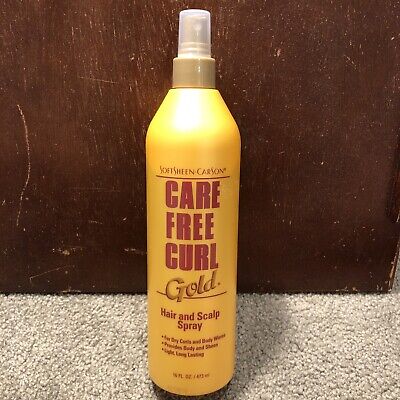 SOFTSHEEN·CARSON®
CARE
FREE
CURL
Gold®
Hair and Scalp
Spray
• For Dry Curls and Body Waves
• Provides Body and Sheen
• Light, Long Lasting
16 FL. OZ. / 473 ml